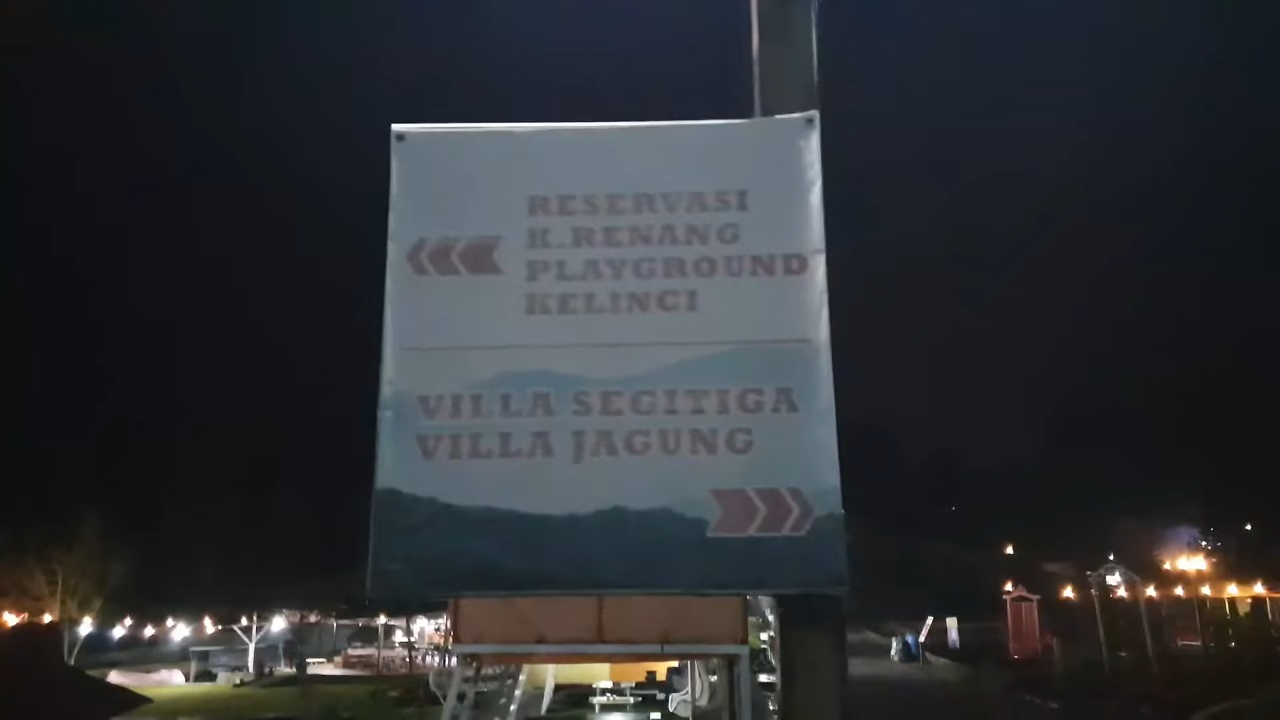 RESERVASI
K.RENANG
PLAYGROUND
KELINCI
VILLA SEGITIGA
VILLA JAGUNG